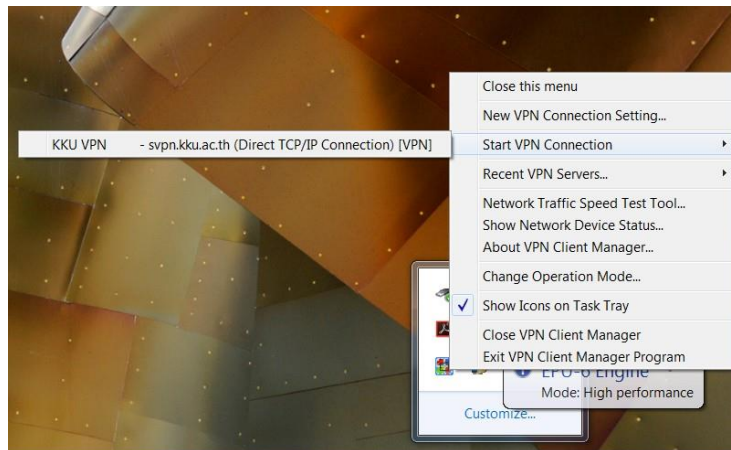 Close this menu
New VPN Connection Setting...
KKU VPN - svpn.kku.ac.th (Direct TCP/IP Connection) [VPN]
Start VPN Connection
Recent VPN Servers...
Network Traffic Speed Test Tool...
Show Network Device Status...
About VPN Client Manager...
Change Operation Mode...
Show Icons on Task Tray
Close VPN Client Manager
Exit VPN Client Manager Program
EPU-6 Engine
Mode: High performance
Customize...